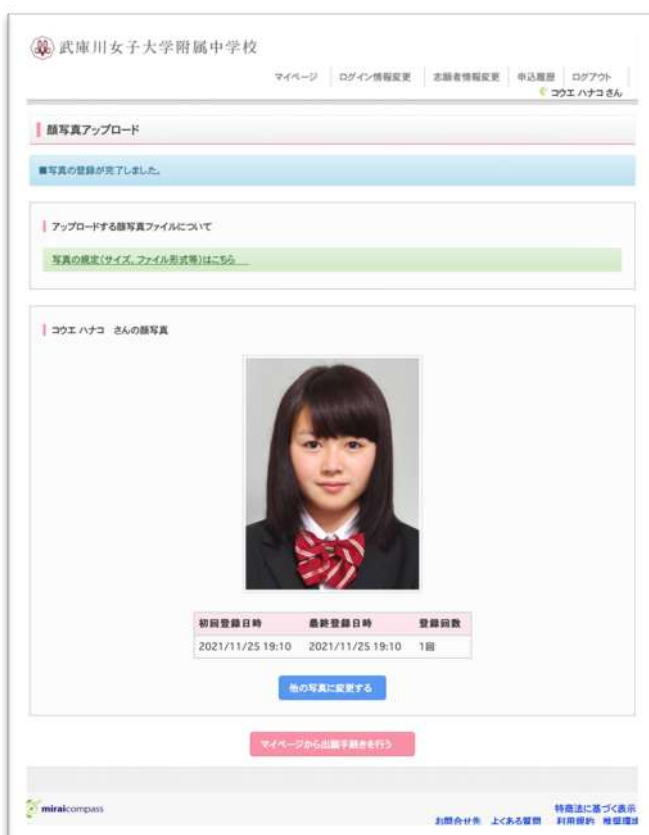 武庫川女子大学附属中学校
マイページ ログイン情報変更 志願者情報変更 申込履歴 ログアウト
コウエ ハナコ さん
顔写真アップロード
■写真の登録が完了しました。
アップロードする顔写真ファイルについて
写真の規定(サイズ、ファイル形式等)はこちら
コウエ ハナコ さんの顔写真
初回登録日時 最終登録日時 登録回数
2021/11/25 19:10 2021/11/25 19:10 1回
他の写真に変更する
マイページから出願手続きを行う
miraicompass
特商法に基づく表示
お問合せ先 よくある質問 利用規約 推奨環境